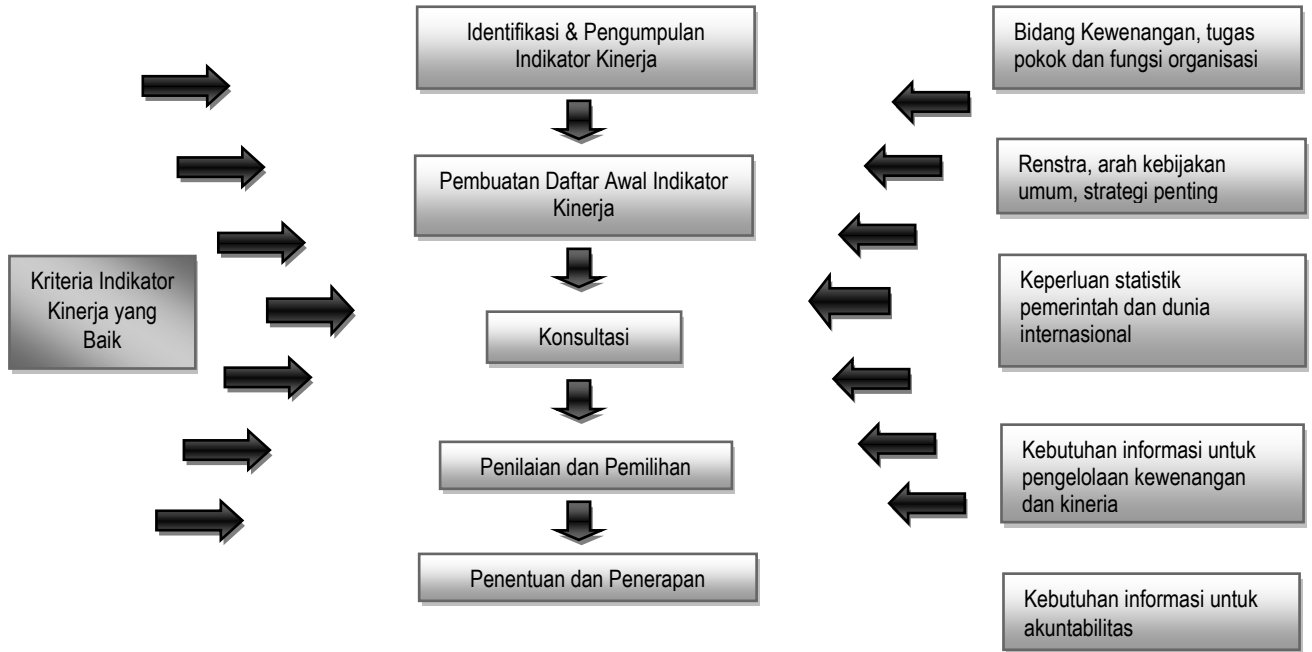 Identifikasi & Pengumpulan
Indikator Kinerja
Pembuatan Daftar Awal Indikator
Kinerja
Konsultasi
Penilaian dan Pemilihan
Penentuan dan Penerapan
Kriteria Indikator
Kinerja yang
Baik
Bidang Kewenangan, tugas
pokok dan fungsi organisasi
Renstra, arah kebijakan
umum, strategi penting
Keperluan statistik
pemerintah dan dunia
internasional
Kebutuhan informasi untuk
pengelolaan kewenangan
dan kinerja
Kebutuhan informasi untuk
akuntabilitas